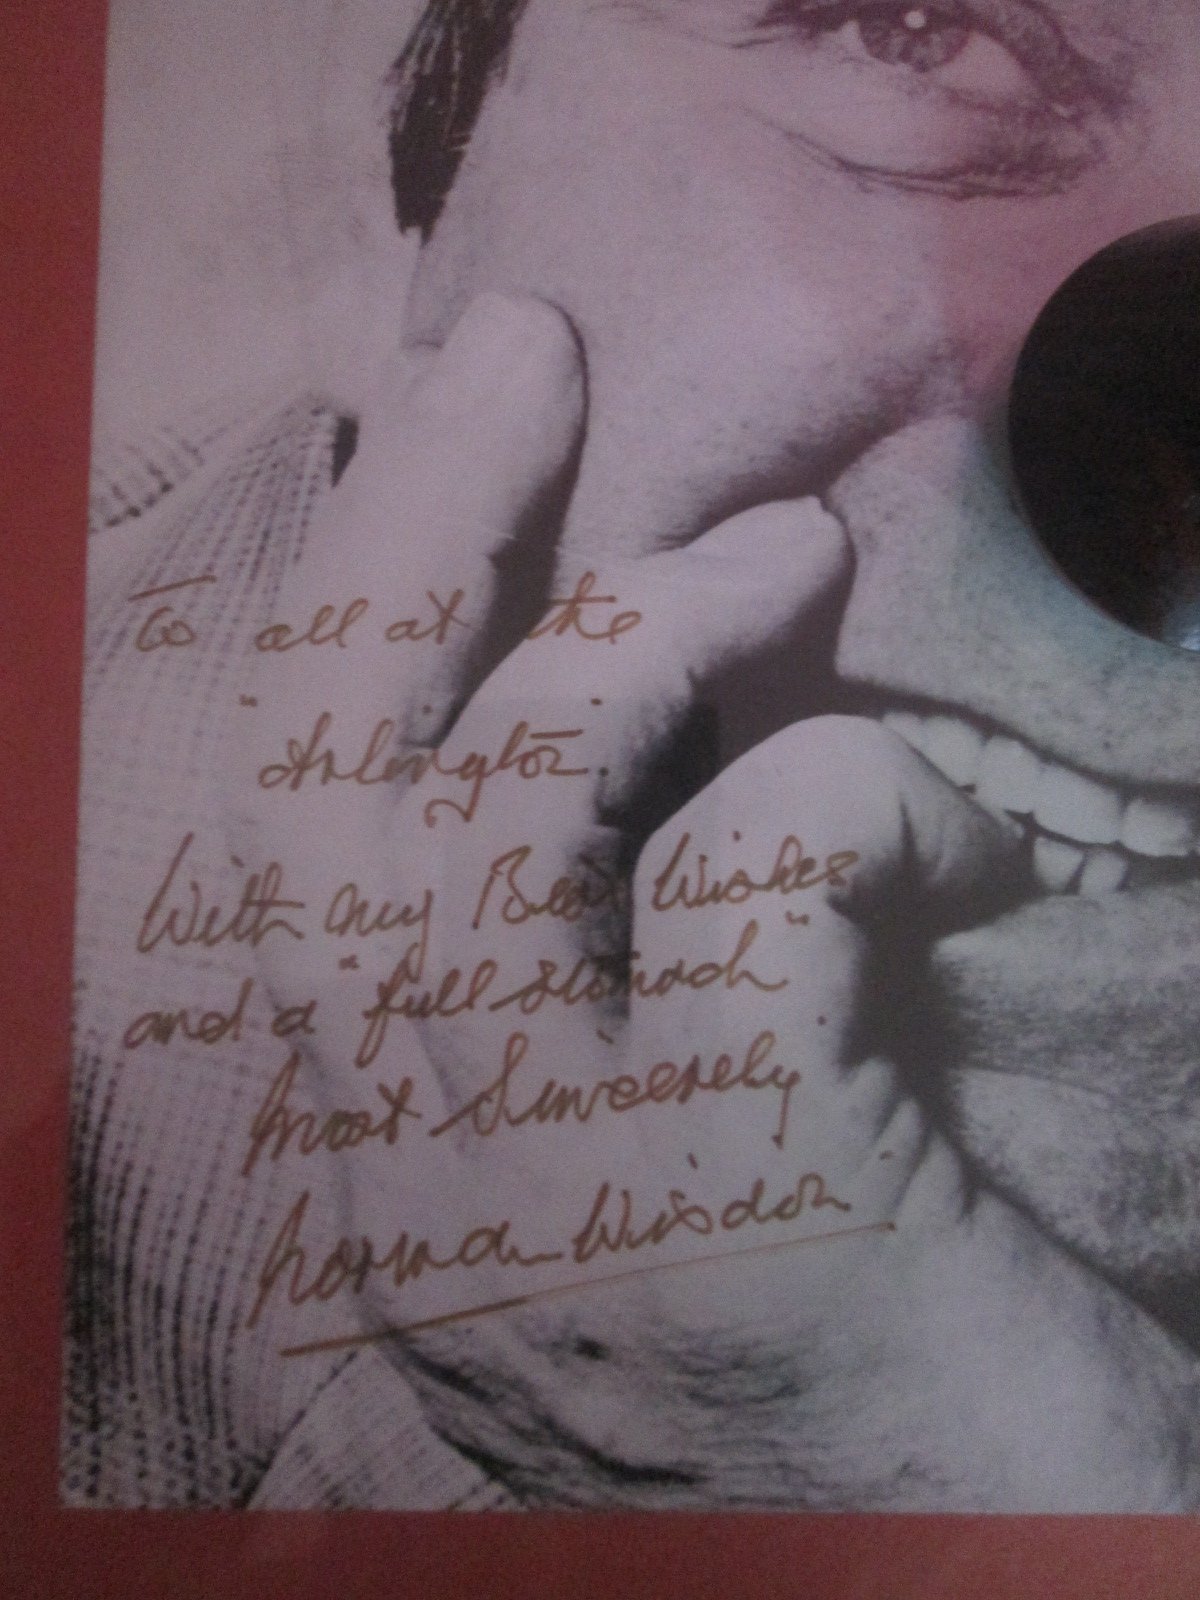 To all at the
"Arlington".
With my Best Wishes
and a "full stomach"
Most Sincerely
Norman Wisdom